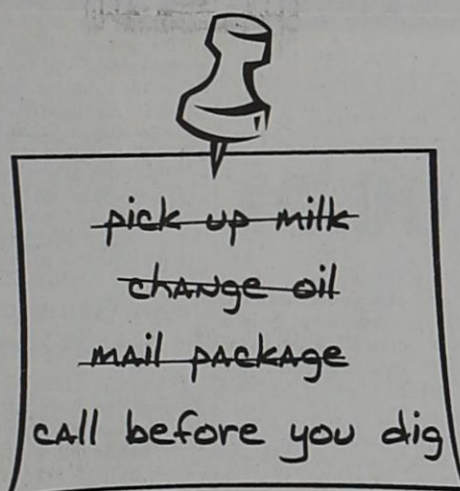 pick up milk
change oil
mail package
call before you dig